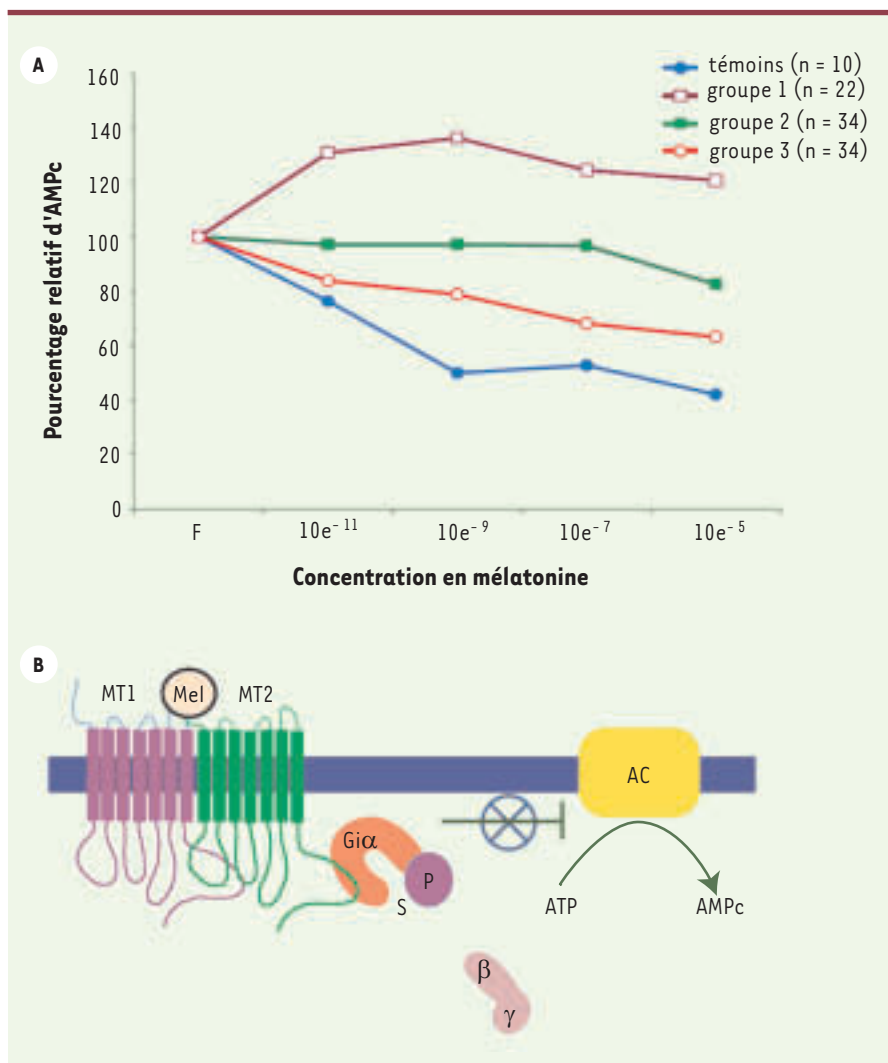 A
160
140
120
100
80
60
40
20
0
Pourcentage relatif d'AMPc
témoins (n = 10)
groupe 1 (n = 22)
groupe 2 (n = 34)
groupe 3 (n = 34)
F 10e⁻¹¹ 10e⁻⁹ 10e⁻⁷ 10e⁻⁵
Concentration en mélatonine
B
MT1 Mel MT2
AC
Giα
P
S
ATP AMPc
β
γ